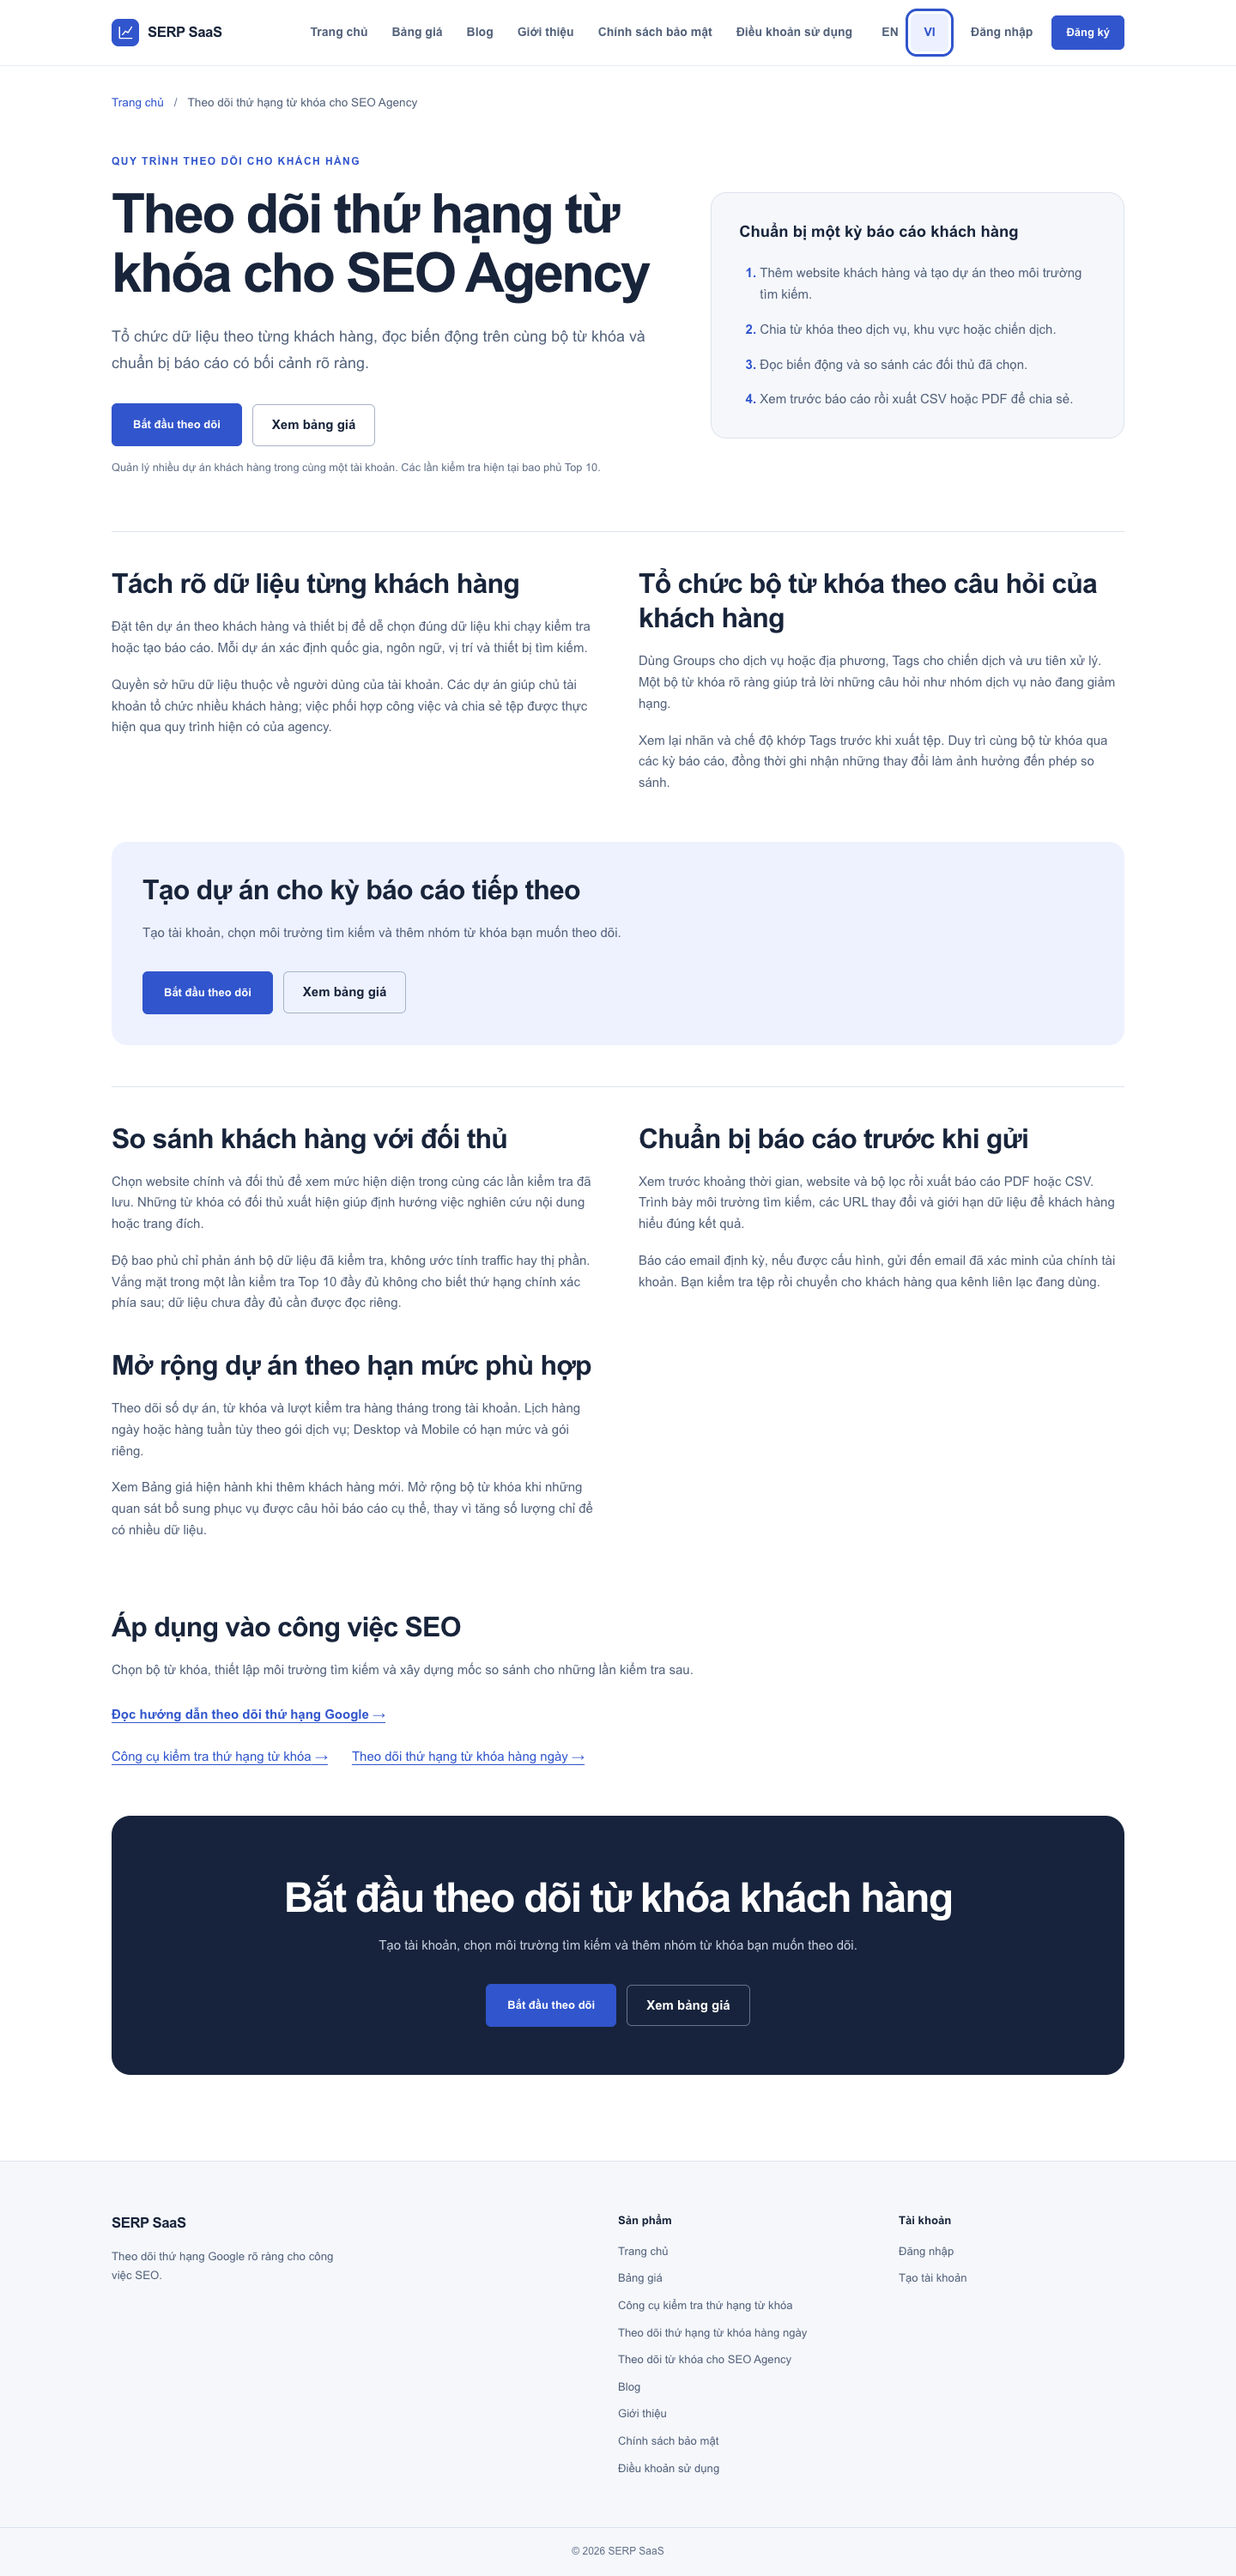 SERP SaaS
Trang chủ
Bảng giá
Blog
Giới thiệu
Chính sách bảo mật
Điều khoản sử dụng
EN
VI
Đăng nhập
Đăng ký
Trang chủ / Theo dõi thứ hạng từ khóa cho SEO Agency
QUY TRÌNH THEO DÕI CHO KHÁCH HÀNG
Theo dõi thứ hạng từ
khóa cho SEO Agency
Tổ chức dữ liệu theo từng khách hàng, đọc biến động trên cùng bộ từ khóa và
chuẩn bị báo cáo có bối cảnh rõ ràng.
Bắt đầu theo dõi
Xem bảng giá
Quản lý nhiều dự án khách hàng trong cùng một tài khoản. Các lần kiểm tra hiện tại bao phủ Top 10.
Chuẩn bị một kỳ báo cáo khách hàng
1. Thêm website khách hàng và tạo dự án theo môi trường
tìm kiếm.
2. Chia từ khóa theo dịch vụ, khu vực hoặc chiến dịch.
3. Đọc biến động và so sánh các đối thủ đã chọn.
4. Xem trước báo cáo rồi xuất CSV hoặc PDF để chia sẻ.
Tách rõ dữ liệu từng khách hàng
Đặt tên dự án theo khách hàng và thiết bị để dễ chọn đúng dữ liệu khi chạy kiểm tra
hoặc tạo báo cáo. Mỗi dự án xác định quốc gia, ngôn ngữ, vị trí và thiết bị tìm kiếm.
Quyền sở hữu dữ liệu thuộc về người dùng của tài khoản. Các dự án giúp chủ tài
khoản tổ chức nhiều khách hàng; việc phối hợp công việc và chia sẻ tệp được thực
hiện qua quy trình hiện có của agency.
Tổ chức bộ từ khóa theo câu hỏi của
khách hàng
Dùng Groups cho dịch vụ hoặc địa phương, Tags cho chiến dịch và ưu tiên xử lý.
Một bộ từ khóa rõ ràng giúp trả lời những câu hỏi như nhóm dịch vụ nào đang giảm
hạng.
Xem lại nhãn và chế độ khớp Tags trước khi xuất tệp. Duy trì cùng bộ từ khóa qua
các kỳ báo cáo, đồng thời ghi nhận những thay đổi làm ảnh hưởng đến phép so
sánh.
Tạo dự án cho kỳ báo cáo tiếp theo
Tạo tài khoản, chọn môi trường tìm kiếm và thêm nhóm từ khóa bạn muốn theo dõi.
Bắt đầu theo dõi
Xem bảng giá
So sánh khách hàng với đối thủ
Chọn website chính và đối thủ để xem mức hiện diện trong cùng các lần kiểm tra đã
lưu. Những từ khóa có đối thủ xuất hiện giúp định hướng việc nghiên cứu nội dung
hoặc trang đích.
Độ bao phủ chỉ phản ánh bộ dữ liệu đã kiểm tra, không ước tính traffic hay thị phần.
Vắng mặt trong một lần kiểm tra Top 10 đầy đủ không cho biết thứ hạng chính xác
phía sau; dữ liệu chưa đầy đủ cần được đọc riêng.
Chuẩn bị báo cáo trước khi gửi
Xem trước khoảng thời gian, website và bộ lọc rồi xuất báo cáo PDF hoặc CSV.
Trình bày môi trường tìm kiếm, các URL thay đổi và giới hạn dữ liệu để khách hàng
hiểu đúng kết quả.
Báo cáo email định kỳ, nếu được cấu hình, gửi đến email đã xác minh của chính tài
khoản. Bạn kiểm tra tệp rồi chuyển cho khách hàng qua kênh liên lạc đang dùng.
Mở rộng dự án theo hạn mức phù hợp
Theo dõi số dự án, từ khóa và lượt kiểm tra hàng tháng trong tài khoản. Lịch hàng
ngày hoặc hàng tuần tùy theo gói dịch vụ; Desktop và Mobile có hạn mức và gói
riêng.
Xem Bảng giá hiện hành khi thêm khách hàng mới. Mở rộng bộ từ khóa khi những
quan sát bổ sung phục vụ được câu hỏi báo cáo cụ thể, thay vì tăng số lượng chỉ để
có nhiều dữ liệu.
Áp dụng vào công việc SEO
Chọn bộ từ khóa, thiết lập môi trường tìm kiếm và xây dựng mốc so sánh cho những lần kiểm tra sau.
Đọc hướng dẫn theo dõi thứ hạng Google →
Công cụ kiểm tra thứ hạng từ khóa →
Theo dõi thứ hạng từ khóa hàng ngày →
Bắt đầu theo dõi từ khóa khách hàng
Tạo tài khoản, chọn môi trường tìm kiếm và thêm nhóm từ khóa bạn muốn theo dõi.
Bắt đầu theo dõi
Xem bảng giá
SERP SaaS
Theo dõi thứ hạng Google rõ ràng cho công
việc SEO.
Sản phẩm
Trang chủ
Bảng giá
Công cụ kiểm tra thứ hạng từ khóa
Theo dõi thứ hạng từ khóa hàng ngày
Theo dõi từ khóa cho SEO Agency
Blog
Giới thiệu
Chính sách bảo mật
Điều khoản sử dụng
Tài khoản
Đăng nhập
Tạo tài khoản
© 2026 SERP SaaS